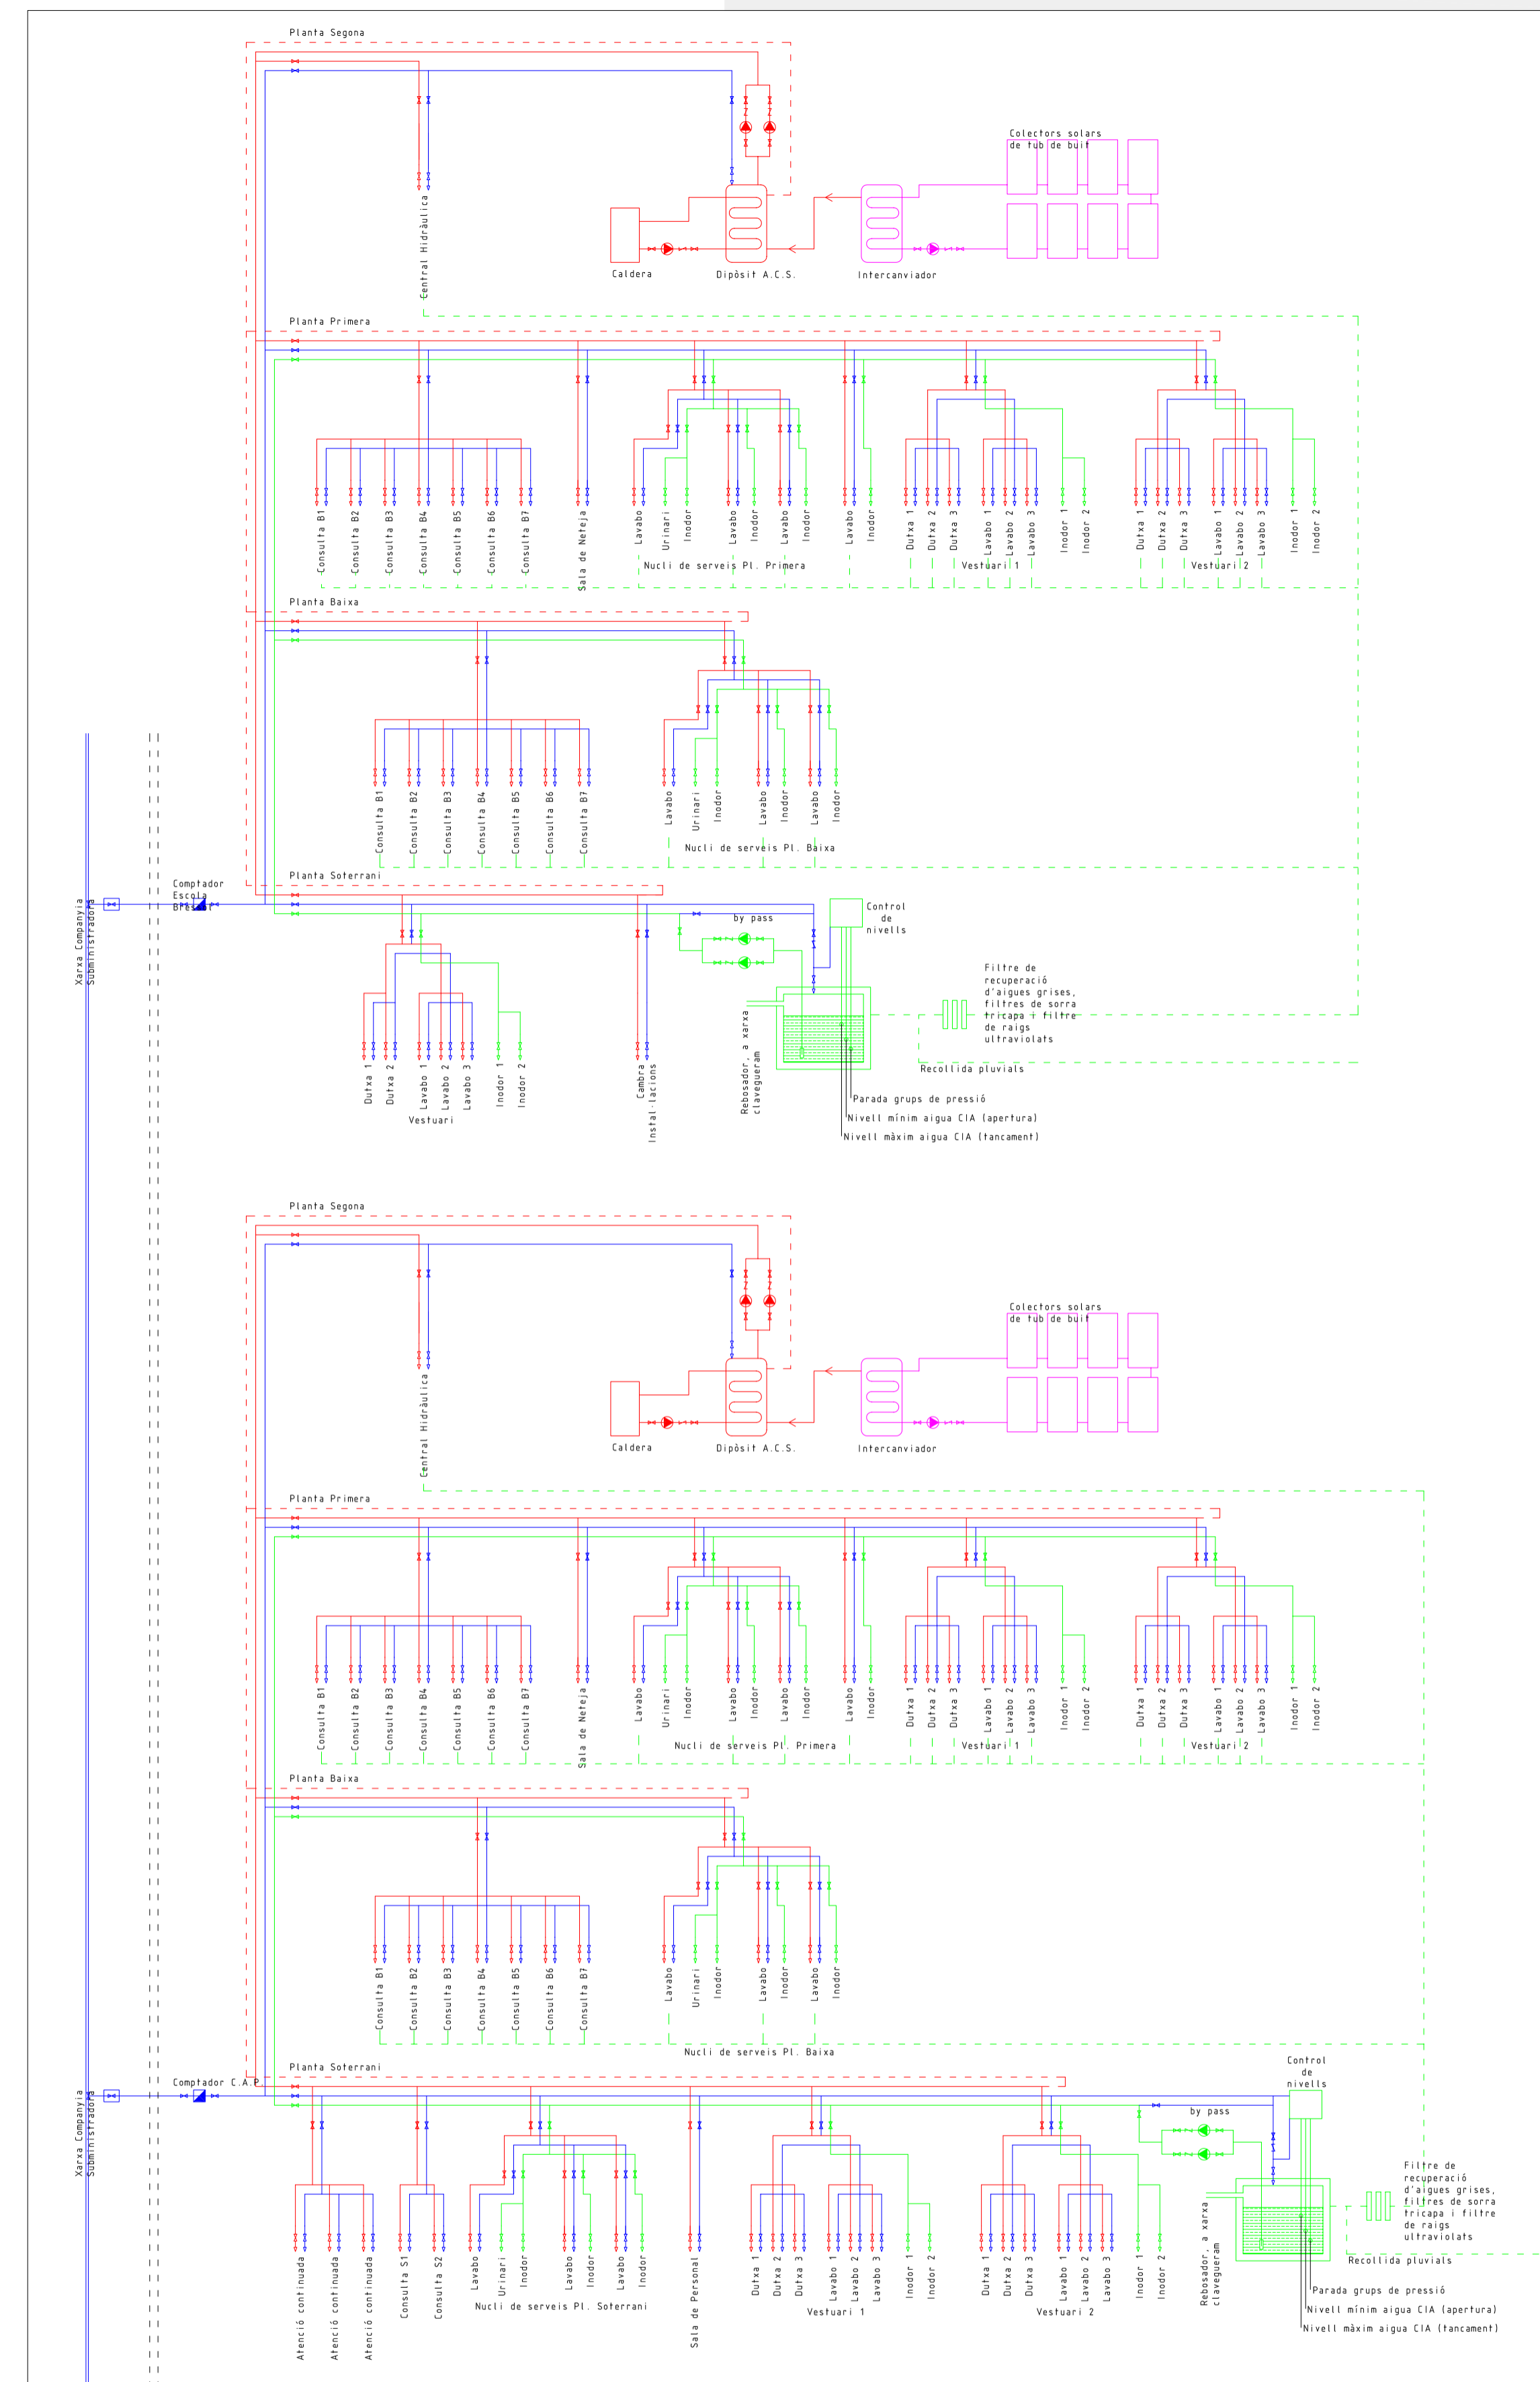 Planta Segona
Colectors solars
de tub de buit
Central Hidràulica
Caldera
Dipòsit A.C.S.
Intercanviador
Planta Primera
Consulta B1
Consulta B2
Consulta B3
Consulta B4
Consulta B5
Consulta B6
Consulta B7
Sala de Neteja
Lavabo
Urinari
Inodor
Lavabo
Inodor
Lavabo
Inodor
Lavabo
Inodor
Dutxa 1
Dutxa 2
Dutxa 3
Lavabo 1
Lavabo 2
Lavabo 3
Inodor 1
Inodor 2
Dutxa 1
Dutxa 2
Dutxa 3
Lavabo 1
Lavabo 2
Lavabo 3
Inodor 1
Inodor 2
Nucli de serveis Pl. Primera
Vestuari 1
Vestuari 2
Planta Baixa
Consulta B1
Consulta B2
Consulta B3
Consulta B4
Consulta B5
Consulta B6
Consulta B7
Lavabo
Urinari
Inodor
Lavabo
Inodor
Lavabo
Inodor
Nucli de serveis Pl. Baixa
Planta Soterrani
Comptador
Escola
Bressol
Xarxa Companyia
Subministradora
by pass
Control
de
nivells
Filtre de
recuperació
d'aigues grises,
filtres de sorra
tricapa i filtre
de raigs
ultraviolats
Rebosador, a xarxa
clavegueram
Recollida pluvials
Dutxa 1
Dutxa 2
Lavabo 1
Lavabo 2
Lavabo 3
Inodor 1
Inodor 2
Cambra
Instal·lacions
Vestuari
Parada grups de pressió
Nivell mínim aigua CIA (apertura)
Nivell màxim aigua CIA (tancament)
Planta Segona
Colectors solars
de tub de buit
Central Hidràulica
Caldera
Dipòsit A.C.S.
Intercanviador
Planta Primera
Consulta B1
Consulta B2
Consulta B3
Consulta B4
Consulta B5
Consulta B6
Consulta B7
Sala de Neteja
Lavabo
Urinari
Inodor
Lavabo
Inodor
Lavabo
Inodor
Lavabo
Inodor
Dutxa 1
Dutxa 2
Dutxa 3
Lavabo 1
Lavabo 2
Lavabo 3
Inodor 1
Inodor 2
Dutxa 1
Dutxa 2
Dutxa 3
Lavabo 1
Lavabo 2
Lavabo 3
Inodor 1
Inodor 2
Nucli de serveis Pl. Primera
Vestuari 1
Vestuari 2
Planta Baixa
Consulta B1
Consulta B2
Consulta B3
Consulta B4
Consulta B5
Consulta B6
Consulta B7
Lavabo
Urinari
Inodor
Lavabo
Inodor
Lavabo
Inodor
Nucli de serveis Pl. Baixa
Planta Soterrani
Comptador C.A.P.
Xarxa Companyia
Subministradora
Control
de
nivells
by pass
Filtre de
recuperació
d'aigues grises,
filtres de sorra
tricapa i filtre
de raigs
ultraviolats
Rebosador, a xarxa
clavegueram
Recollida pluvials
Atenció continuada
Atenció continuada
Atenció continuada
Consulta S1
Consulta S2
Lavabo
Urinari
Inodor
Lavabo
Inodor
Lavabo
Inodor
Sala de Personal
Dutxa 1
Dutxa 2
Dutxa 3
Lavabo 1
Lavabo 2
Lavabo 3
Inodor 1
Inodor 2
Dutxa 1
Dutxa 2
Dutxa 3
Lavabo 1
Lavabo 2
Lavabo 3
Inodor 1
Inodor 2
Nucli de serveis Pl. Soterrani
Vestuari 1
Vestuari 2
Parada grups de pressió
Nivell mínim aigua CIA (apertura)
Nivell màxim aigua CIA (tancament)